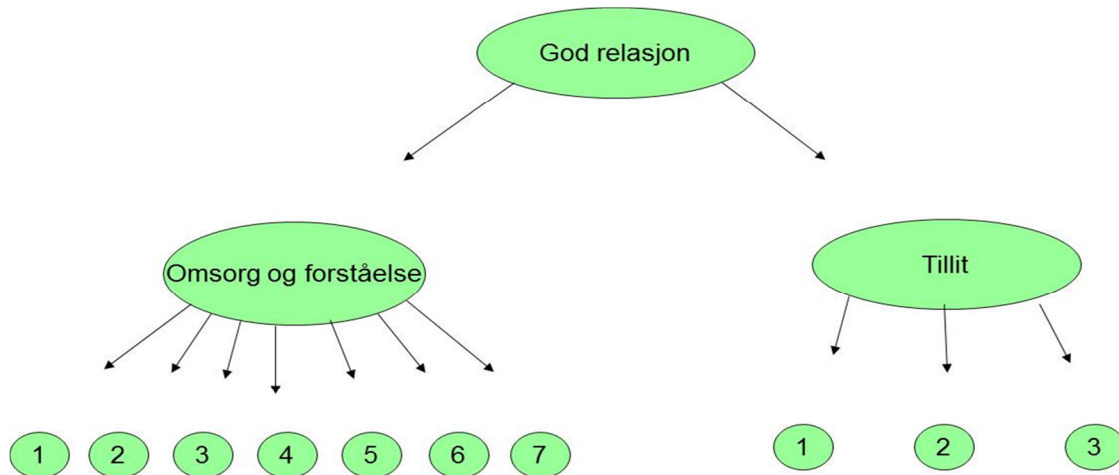 God relasjon
Omsorg og forståelse
Tillit
1 2 3 4 5 6 7
1 2 3